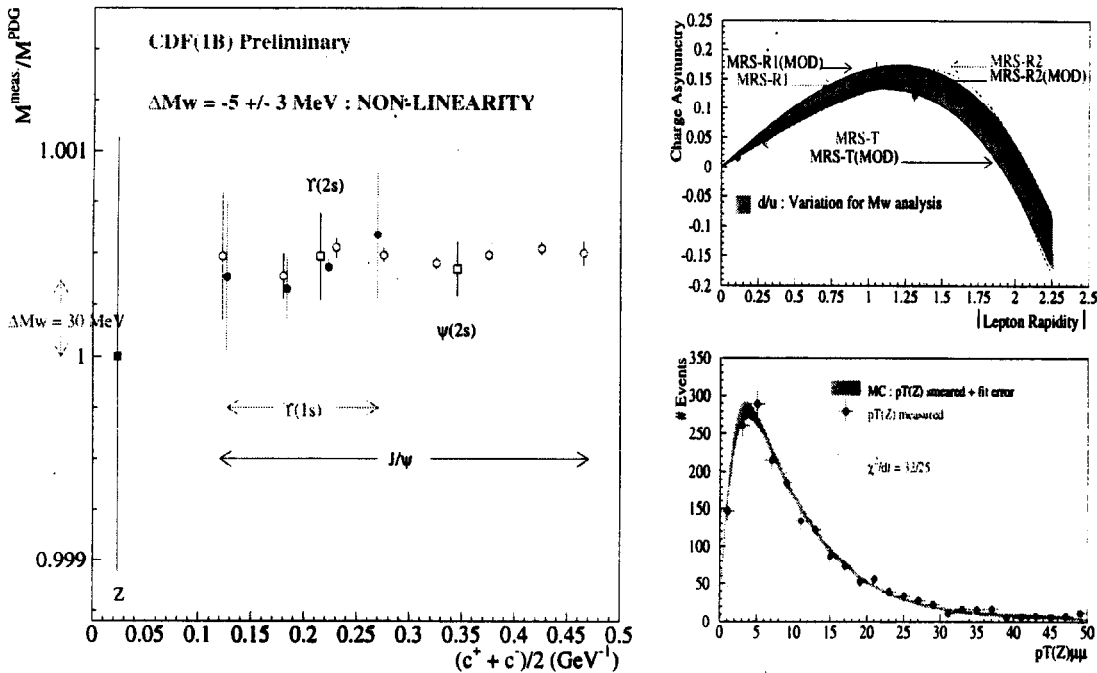 CDF(1B) Preliminary
ΔMw = -5 +/- 3 MeV : NON-LINEARITY
M^meas./M^PDG
1.001
1
0.999
ΔMw = 30 MeV
ϒ(2s)
ψ(2s)
ϒ(1s)
J/ψ
Z
0 0.05 0.1 0.15 0.2 0.25 0.3 0.35 0.4 0.45 0.5
(c⁺ + c⁻)/2 (GeV⁻¹)
Charge Asymmetry
0.2
0.15
0.1
0.05
0
-0.05
-0.1
-0.15
-0.2
MRS-R1(MOD)
MRS-R1
MRS-R2
MRS-R2(MOD)
MRS-T
MRS-T(MOD)
d/u : Variation for Mw analysis
0 0.25 0.5 0.75 1 1.25 1.5 1.75 2 2.25 2.5
|Lepton Rapidity|
# Events
350
300
250
200
150
100
50
0
MC : pT(Z) smeared + fit error
pT(Z) measured
χ²/df = 32/25
0 5 10 15 20 25 30 35 40 45 50
pT(Z)μμ